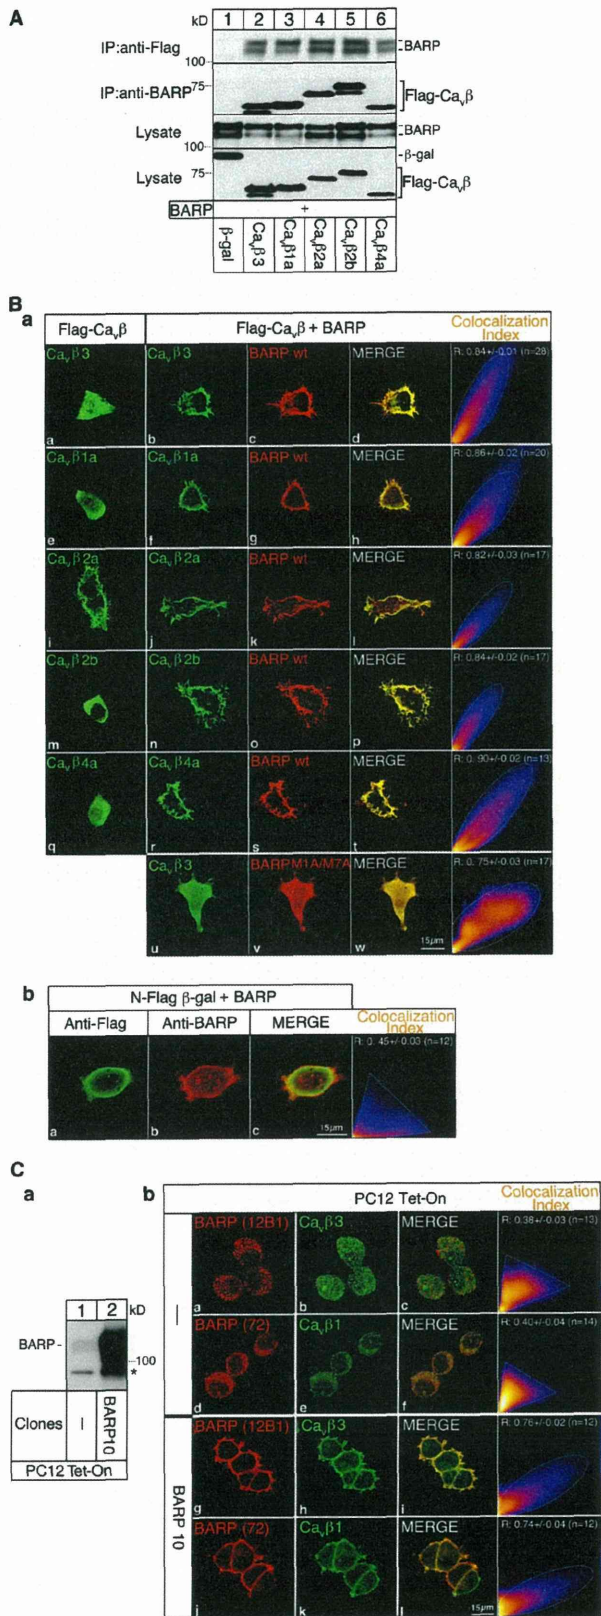 A
kD 1 2 3 4 5 6
IP:anti-Flag BARP
100
75
IP:anti-BARP Flag-Caᵥβ
Lysate BARP
100
β-gal
75
Lysate Flag-Caᵥβ
BARP +
β-gal Caᵥβ3 Caᵥβ1a Caᵥβ2a Caᵥβ2b Caᵥβ4a
B
a
Flag-Caᵥβ Flag-Caᵥβ + BARP Colocalization Index
Caᵥβ3 Caᵥβ3 BARP wt MERGE R: 0.84+/-0.01 (n=28)
a b c d
Caᵥβ1a Caᵥβ1a BARP wt MERGE R: 0.86+/-0.02 (n=20)
e f g h
Caᵥβ2a Caᵥβ2a BARP wt MERGE R: 0.82+/-0.03 (n=17)
i j k l
Caᵥβ2b Caᵥβ2b BARP wt MERGE R: 0.84+/-0.02 (n=17)
m n o p
Caᵥβ4a Caᵥβ4a BARP wt MERGE R: 0.90+/-0.02 (n=13)
q r s t
Caᵥβ3 BARP M1A/M7A MERGE R: 0.75+/-0.03 (n=17)
u v w 15µm
b
N-Flag β-gal + BARP
Anti-Flag Anti-BARP MERGE Colocalization Index
R: 0.45+/-0.03 (n=12)
a b c 15µm
C
a
1 2 kD
BARP-
100
*
Clones — BARP10
PC12 Tet-On
b
PC12 Tet-On Colocalization Index
—
BARP (12B1) Caᵥβ3 MERGE R: 0.38+/-0.03 (n=13)
a b c
BARP (72) Caᵥβ1 MERGE R: 0.40+/-0.04 (n=14)
d e f
BARP 10
BARP (12B1) Caᵥβ3 MERGE R: 0.76+/-0.02 (n=12)
g h i
BARP (72) Caᵥβ1 MERGE R: 0.74+/-0.04 (n=12)
j k l 15µm